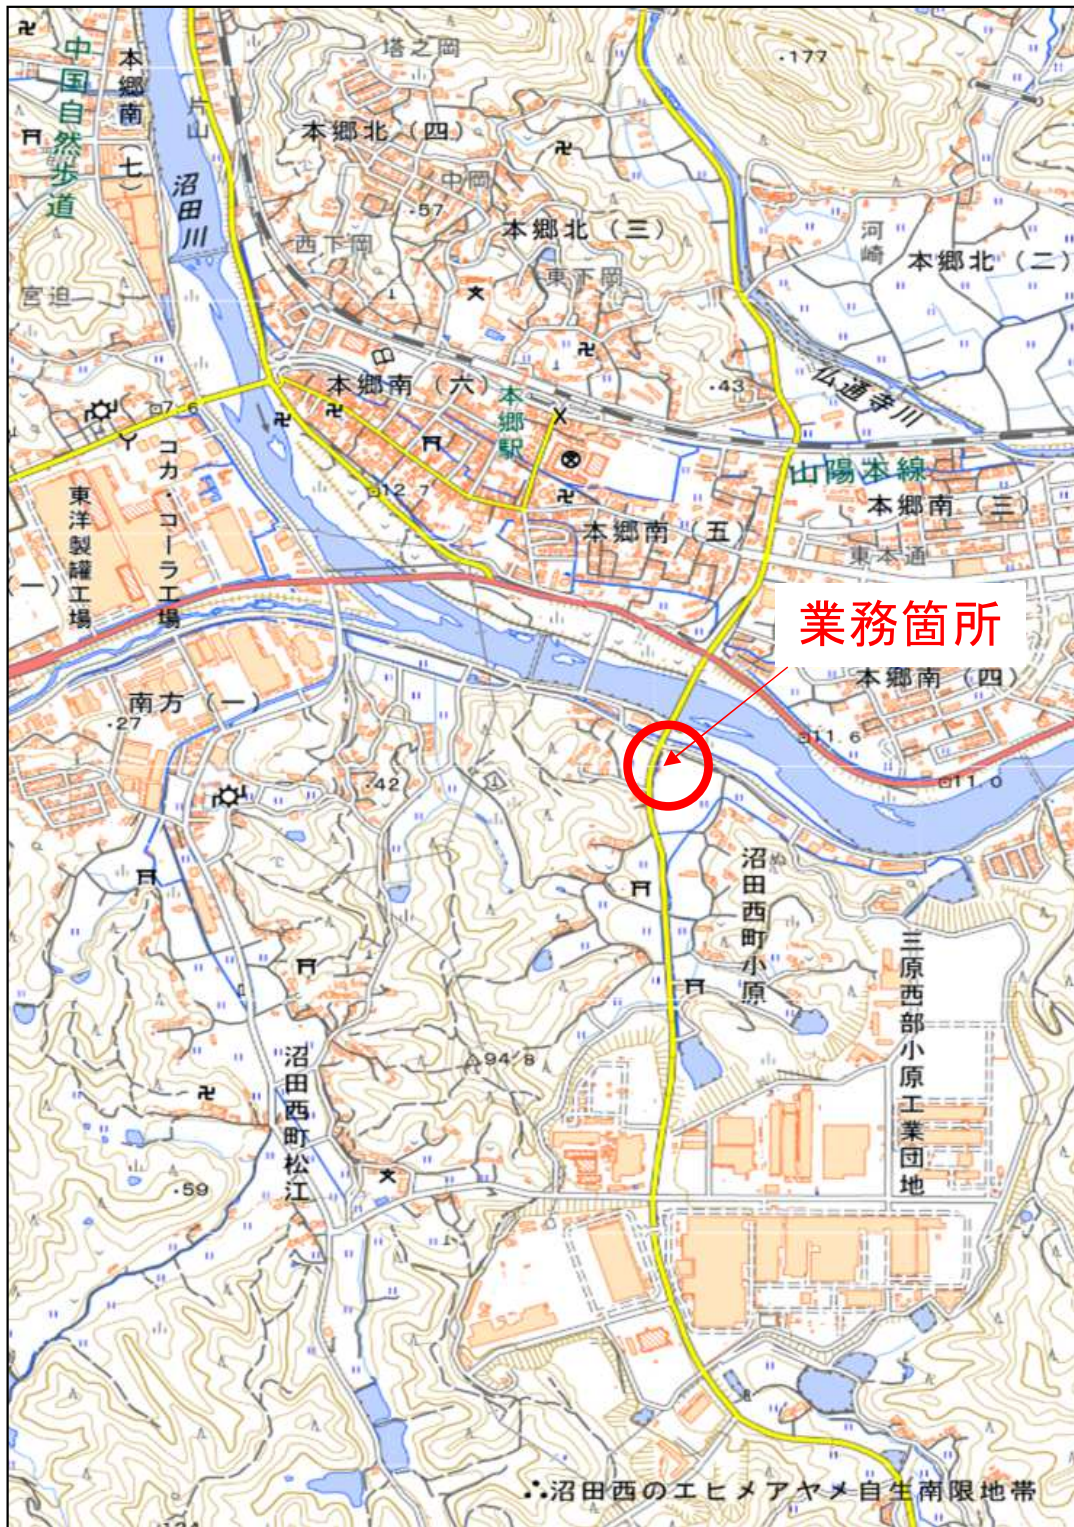 中国自然歩道
本郷南（七）
片山
沼田川
塔之岡
本郷北（四）
中岡
・57
西下岡
本郷北（三）
東下岡
・177
河崎
本郷北（二）
宮迫
仏通寺川
・43
本郷南（六）
本郷駅
7.6
12.7
山陽本線
本郷南（三）
本郷南（五）
東本通
コカ・コーラ工場
東洋製罐工場
（一）
業務箇所
本郷南（四）
南方（一）
・27
・42
11.6
11.0
沼田西町小原
ぬ
三原西部小原工業団地
94.8
沼田西町松江
・59
∴沼田西のエヒメアヤメ自生南限地帯